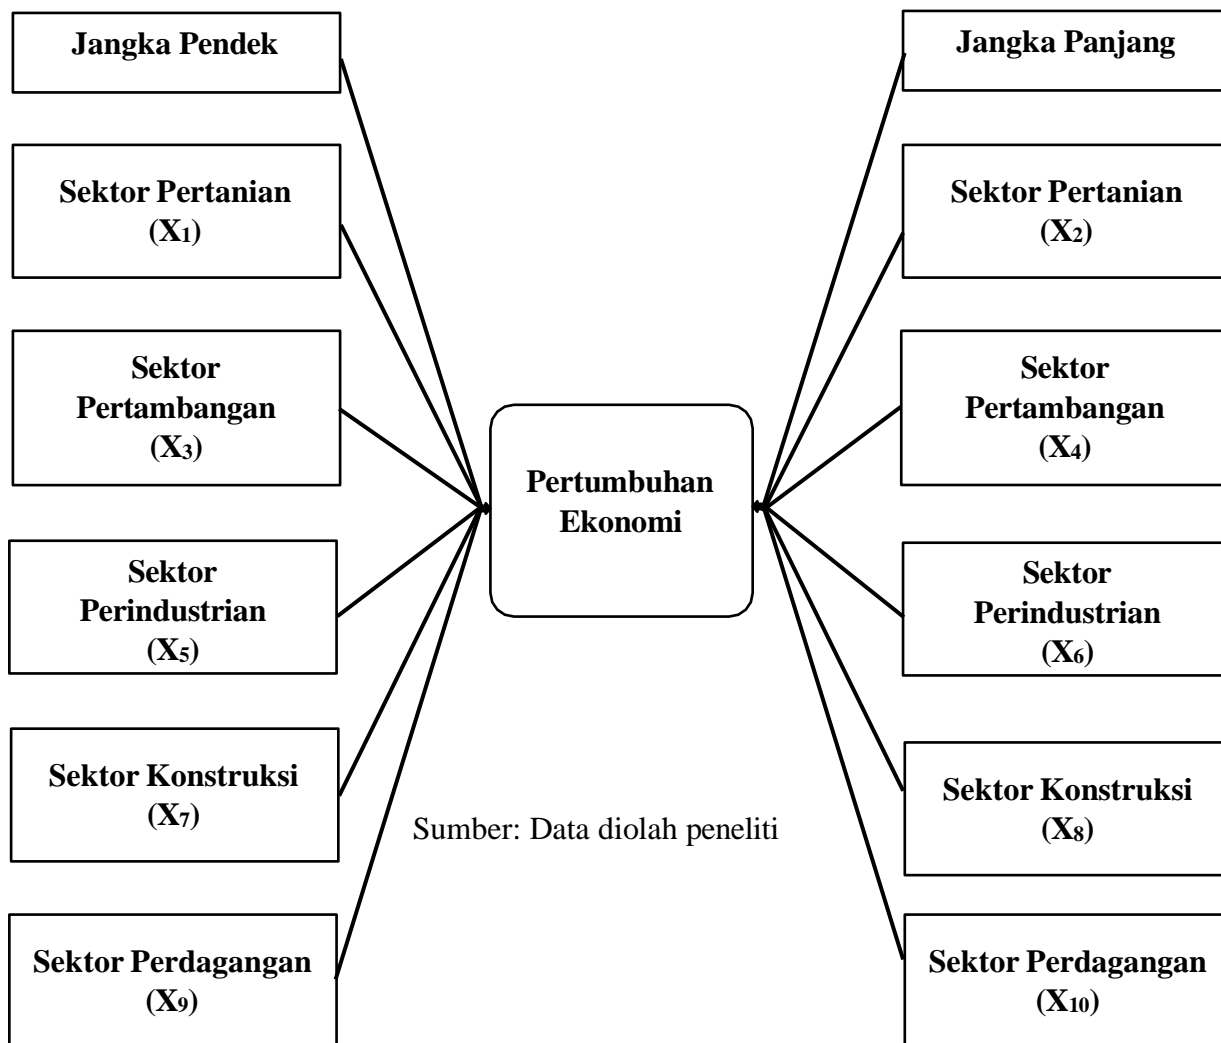 Jangka Pendek
Sektor Pertanian
(X₁)
Sektor
Pertambangan
(X₃)
Sektor
Perindustrian
(X₅)
Sektor Konstruksi
(X₇)
Sektor Perdagangan
(X₉)
Pertumbuhan
Ekonomi
Sumber: Data diolah peneliti
Jangka Panjang
Sektor Pertanian
(X₂)
Sektor
Pertambangan
(X₄)
Sektor
Perindustrian
(X₆)
Sektor Konstruksi
(X₈)
Sektor Perdagangan
(X₁₀)